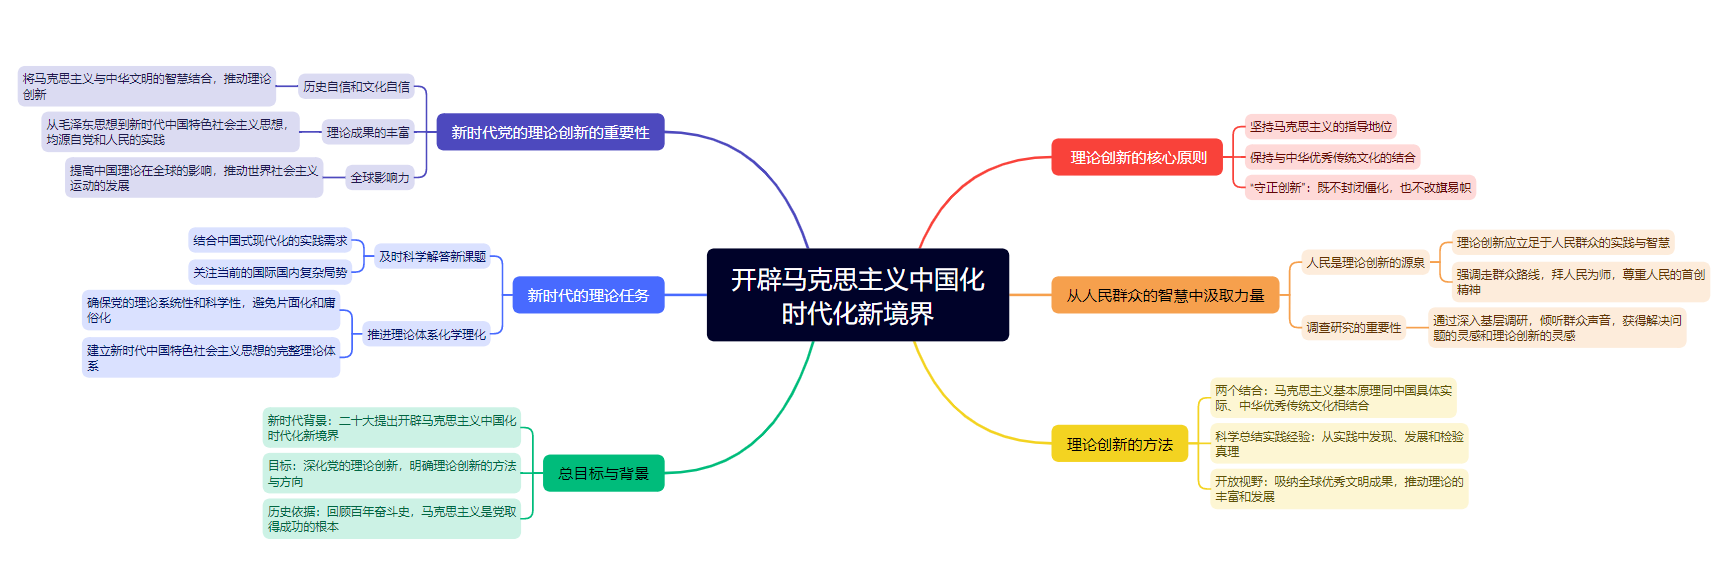 开辟马克思主义中国化
时代化新境界
理论创新的核心原则
坚持马克思主义的指导地位
保持与中华优秀传统文化的结合
“守正创新”：既不封闭僵化，也不改旗易帜
从人民群众的智慧中汲取力量
人民是理论创新的源泉
理论创新应立足于人民群众的实践与智慧
强调走群众路线，拜人民为师，尊重人民的首创
精神
调查研究的重要性
通过深入基层调研，倾听群众声音，获得解决问
题的灵感和理论创新的灵感
理论创新的方法
两个结合：马克思主义基本原理同中国具体实
际、中华优秀传统文化相结合
科学总结实践经验：从实践中发现、发展和检验
真理
开放视野：吸纳全球优秀文明成果，推动理论的
丰富和发展
新时代党的理论创新的重要性
历史自信和文化自信
将马克思主义与中华文明的智慧结合，推动理论
创新
理论成果的丰富
从毛泽东思想到新时代中国特色社会主义思想，
均源自党和人民的实践
全球影响力
提高中国理论在全球的影响，推动世界社会主义
运动的发展
新时代的理论任务
及时科学解答新课题
结合中国式现代化的实践需求
关注当前的国际国内复杂局势
推进理论体系化学理化
确保党的理论系统性和科学性，避免片面化和庸
俗化
建立新时代中国特色社会主义思想的完整理论体
系
总目标与背景
新时代背景：二十大提出开辟马克思主义中国化
时代化新境界
目标：深化党的理论创新，明确理论创新的方法
与方向
历史依据：回顾百年奋斗史，马克思主义是党取
得成功的根本